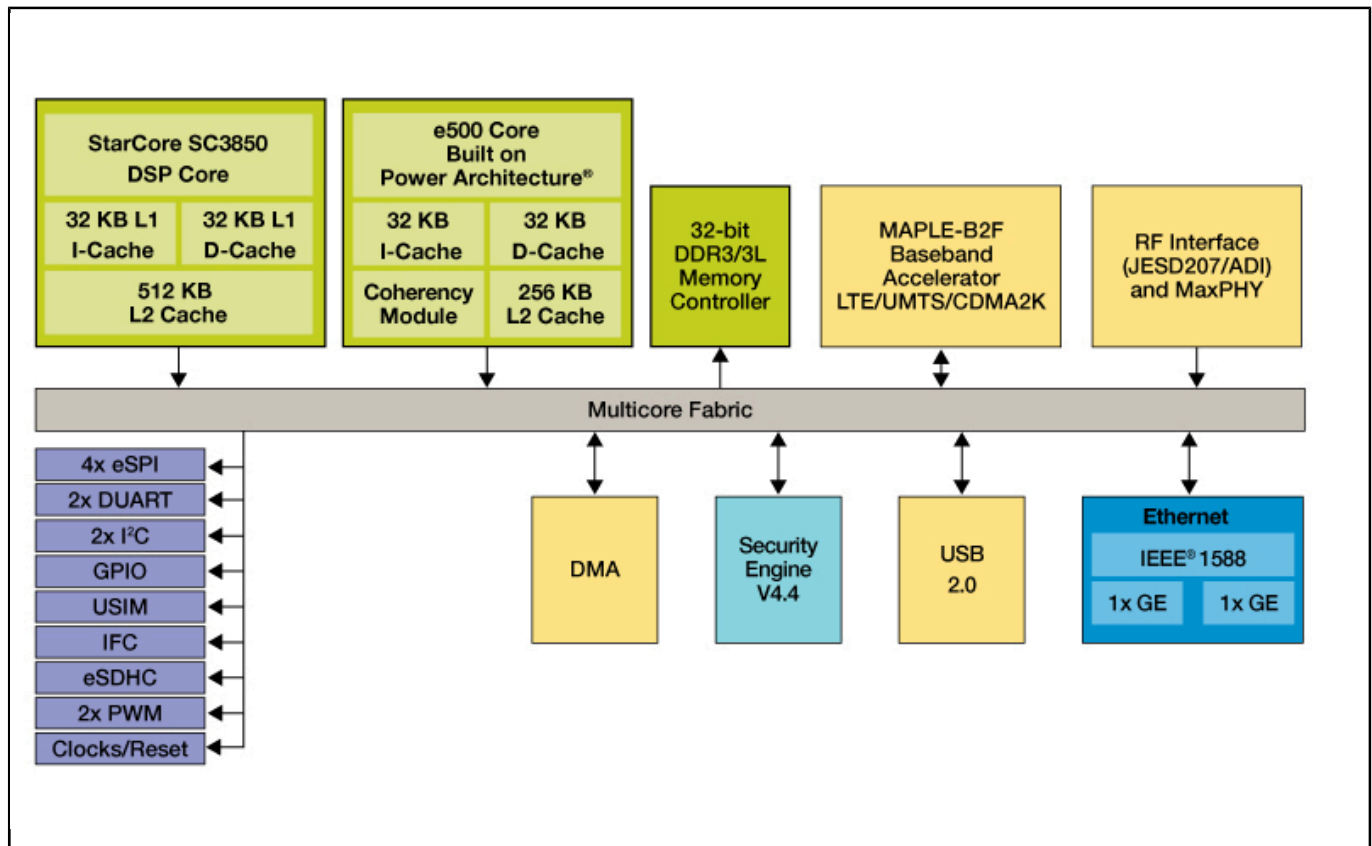 StarCore SC3850
DSP Core
32 KB L1
I-Cache
32 KB L1
D-Cache
512 KB
L2 Cache
e500 Core
Built on
Power Architecture®
32 KB
I-Cache
32 KB
D-Cache
Coherency
Module
256 KB
L2 Cache
32-bit
DDR3/3L
Memory
Controller
MAPLE-B2F
Baseband
Accelerator
LTE/UMTS/CDMA2K
RF Interface
(JESD207/ADI)
and MaxPHY
Multicore Fabric
4x eSPI
2x DUART
2x I²C
GPIO
USIM
IFC
eSDHC
2x PWM
Clocks/Reset
DMA
Security
Engine
V4.4
USB
2.0
Ethernet
IEEE® 1588
1x GE
1x GE